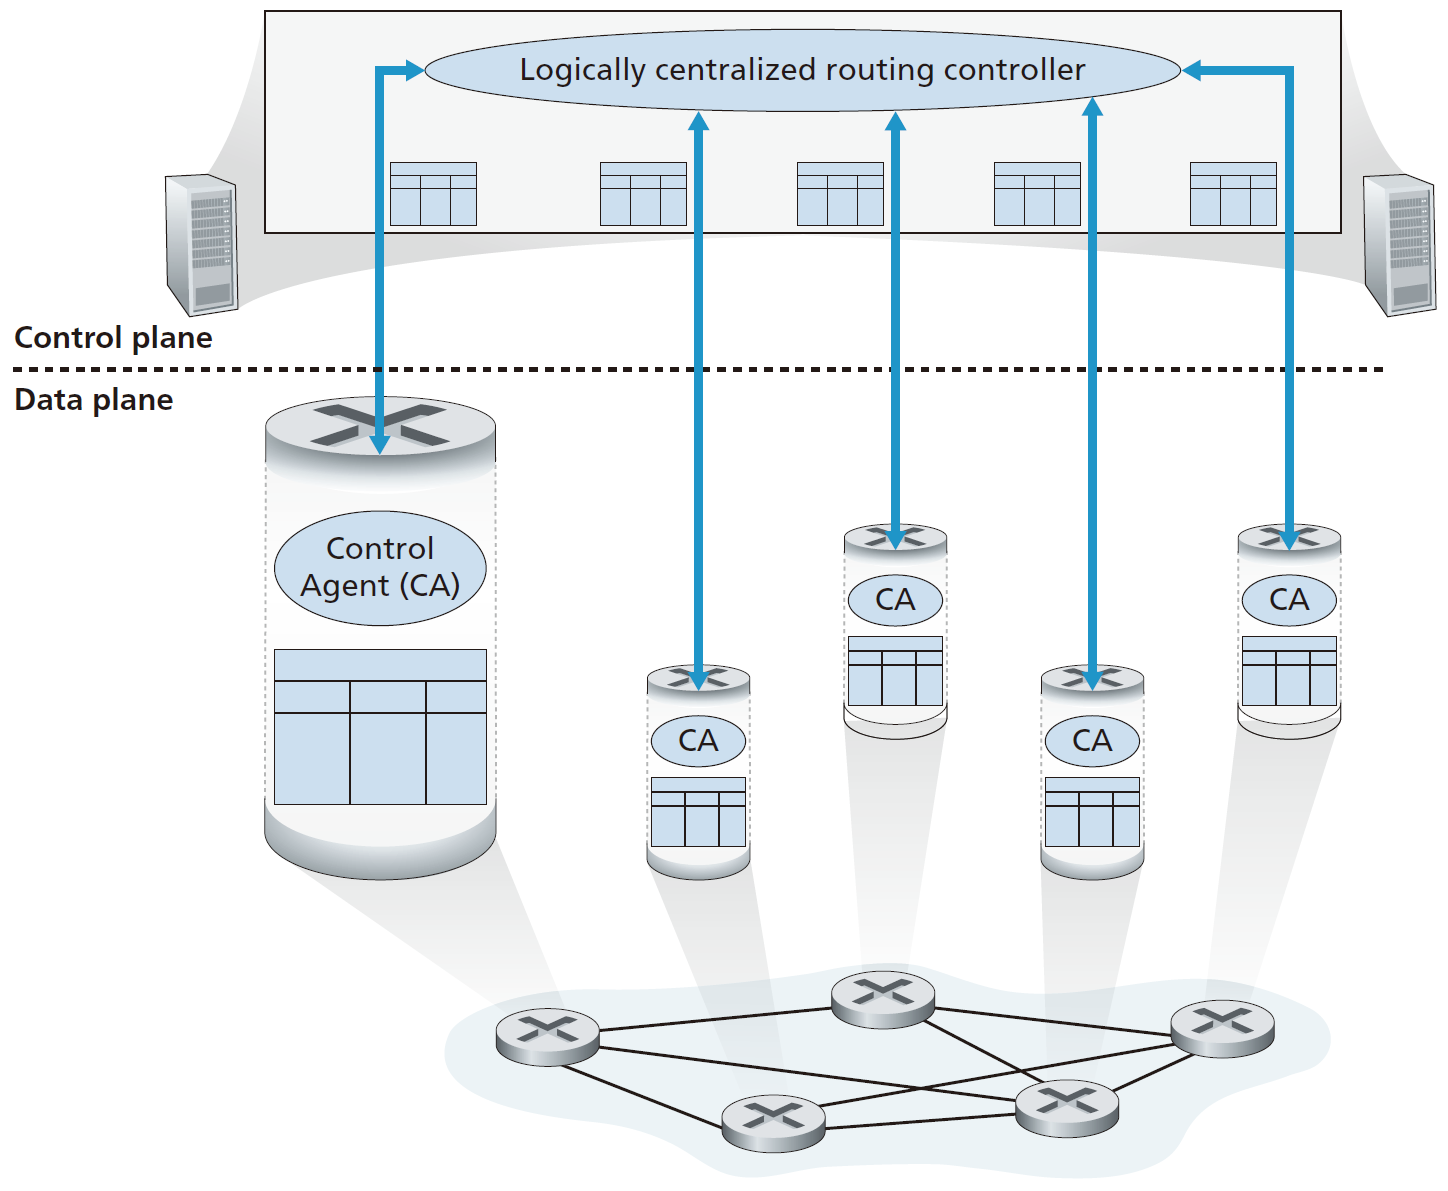 Logically centralized routing controller
Control plane
Data plane
Control
Agent (CA)
CA
CA
CA
CA